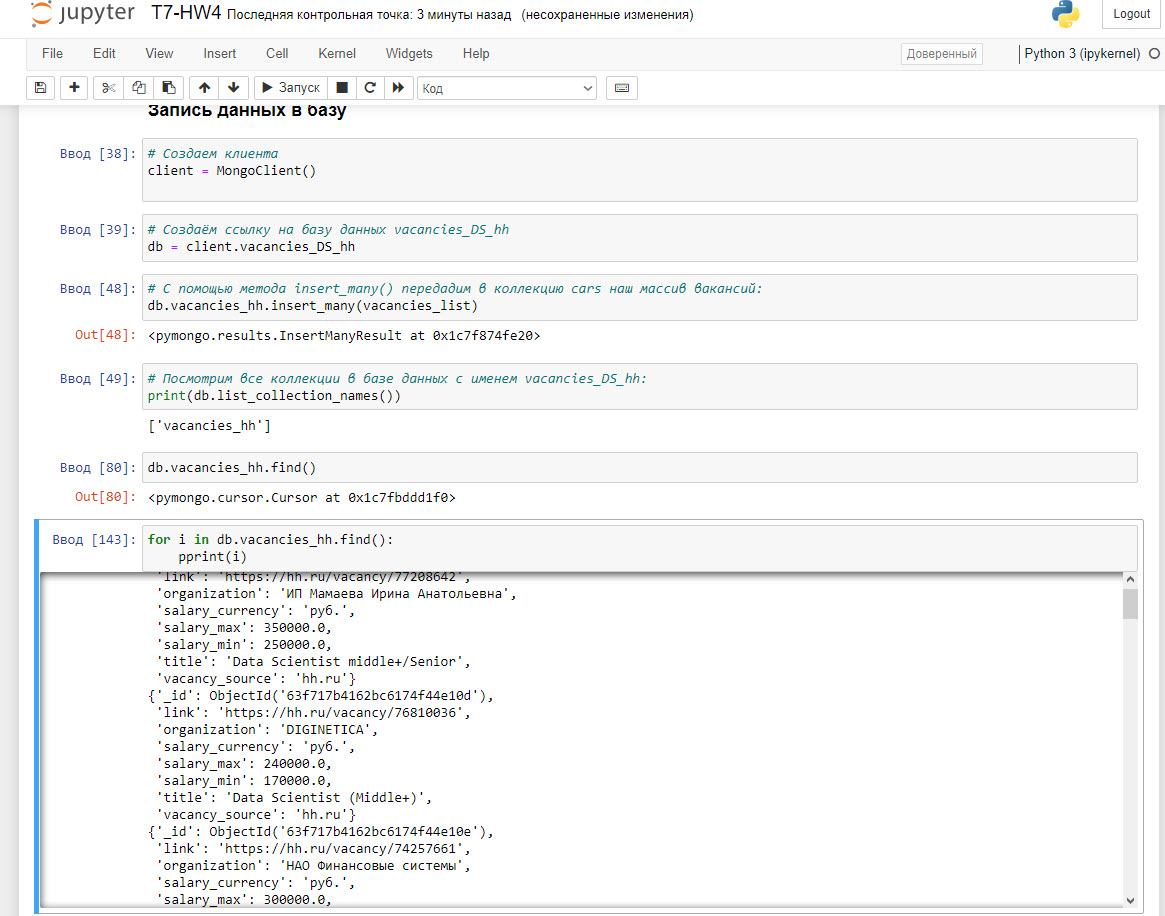 jupyter T7-HW4 Последняя контрольная точка: 3 минуты назад (несохраненные изменения) Logout
File Edit View Insert Cell Kernel Widgets Help Доверенный Python 3 (ipykernel)
Запуск Код
Запись данных в базу
Ввод [38]: # Создаем клиента
client = MongoClient()
Ввод [39]: # Создаём ссылку на базу данных vacancies_DS_hh
db = client.vacancies_DS_hh
Ввод [48]: # С помощью метода insert_many() передадим в коллекцию cars наш массив вакансий:
db.vacancies_hh.insert_many(vacancies_list)
Out[48]: <pymongo.results.InsertManyResult at 0x1c7f874fe20>
Ввод [49]: # Посмотрим все коллекции в базе данных с именем vacancies_DS_hh:
print(db.list_collection_names())
['vacancies_hh']
Ввод [80]: db.vacancies_hh.find()
Out[80]: <pymongo.cursor.Cursor at 0x1c7fbddd1f0>
Ввод [143]: for i in db.vacancies_hh.find():
pprint(i)
'link': 'https://hh.ru/vacancy/77208642',
'organization': 'ИП Мамаева Ирина Анатольевна',
'salary_currency': 'руб.',
'salary_max': 350000.0,
'salary_min': 250000.0,
'title': 'Data Scientist middle+/Senior',
'vacancy_source': 'hh.ru'}
{'_id': ObjectId('63f717b4162bc6174f44e10d'),
'link': 'https://hh.ru/vacancy/76810036',
'organization': 'DIGINETICA',
'salary_currency': 'руб.',
'salary_max': 240000.0,
'salary_min': 170000.0,
'title': 'Data Scientist (Middle+)',
'vacancy_source': 'hh.ru'}
{'_id': ObjectId('63f717b4162bc6174f44e10e'),
'link': 'https://hh.ru/vacancy/74257661',
'organization': 'НАО Финансовые системы',
'salary_currency': 'руб.',
'salary_max': 300000.0,